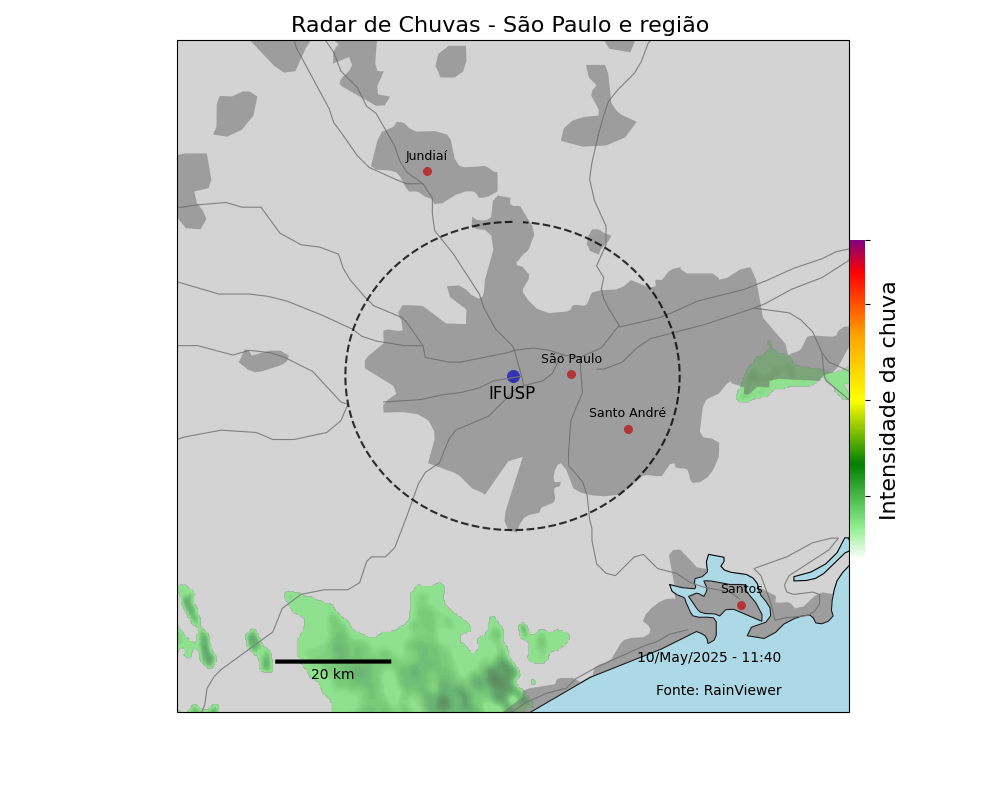 Radar de Chuvas - São Paulo e região
Jundiaí
São Paulo
IFUSP
Santo André
Intensidade da chuva
Santos
10/May/2025 - 11:40
20 km
Fonte: RainViewer